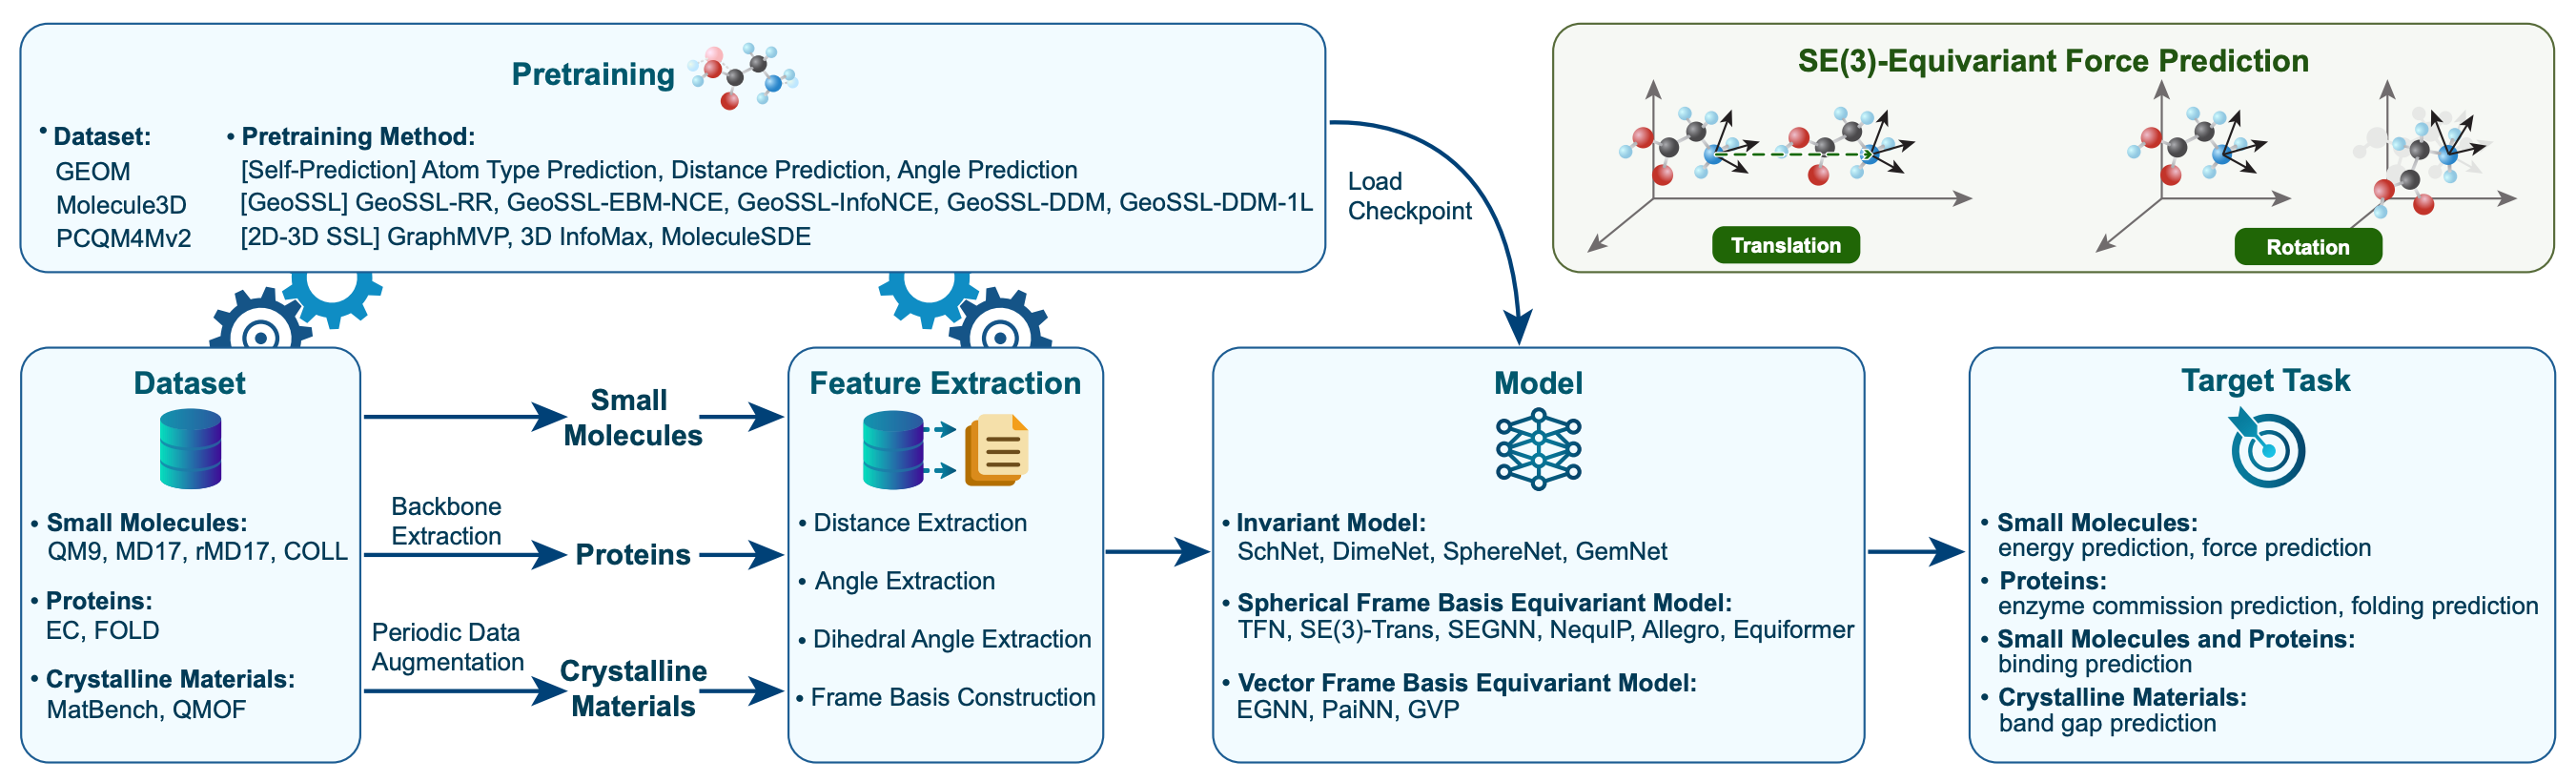 Pretraining
• Dataset:
GEOM
Molecule3D
PCQM4Mv2
• Pretraining Method:
[Self-Prediction] Atom Type Prediction, Distance Prediction, Angle Prediction
[GeoSSL] GeoSSL-RR, GeoSSL-EBM-NCE, GeoSSL-InfoNCE, GeoSSL-DDM, GeoSSL-DDM-1L
[2D-3D SSL] GraphMVP, 3D InfoMax, MoleculeSDE
Load
Checkpoint
SE(3)-Equivariant Force Prediction
Translation
Rotation
Dataset
• Small Molecules:
QM9, MD17, rMD17, COLL
• Proteins:
EC, FOLD
• Crystalline Materials:
MatBench, QMOF
Small
Molecules
Backbone
Extraction
Proteins
Periodic Data
Augmentation
Crystalline
Materials
Feature Extraction
• Distance Extraction
• Angle Extraction
• Dihedral Angle Extraction
• Frame Basis Construction
Model
• Invariant Model:
SchNet, DimeNet, SphereNet, GemNet
• Spherical Frame Basis Equivariant Model:
TFN, SE(3)-Trans, SEGNN, NequIP, Allegro, Equiformer
• Vector Frame Basis Equivariant Model:
EGNN, PaiNN, GVP
Target Task
• Small Molecules:
energy prediction, force prediction
• Proteins:
enzyme commission prediction, folding prediction
• Small Molecules and Proteins:
binding prediction
• Crystalline Materials:
band gap prediction